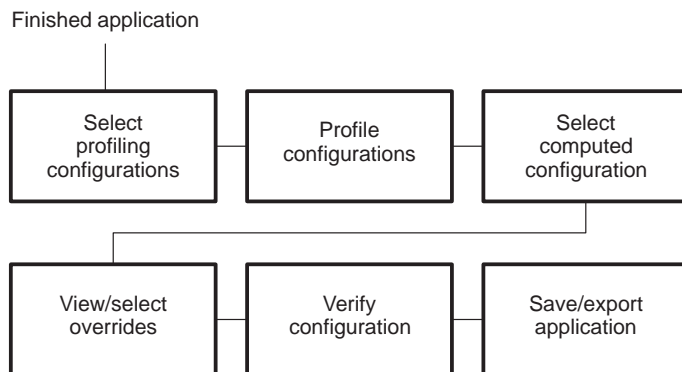 Finished application
Select
profiling
configurations
Profile
configurations
Select
computed
configuration
View/select
overrides
Verify
configuration
Save/export
application